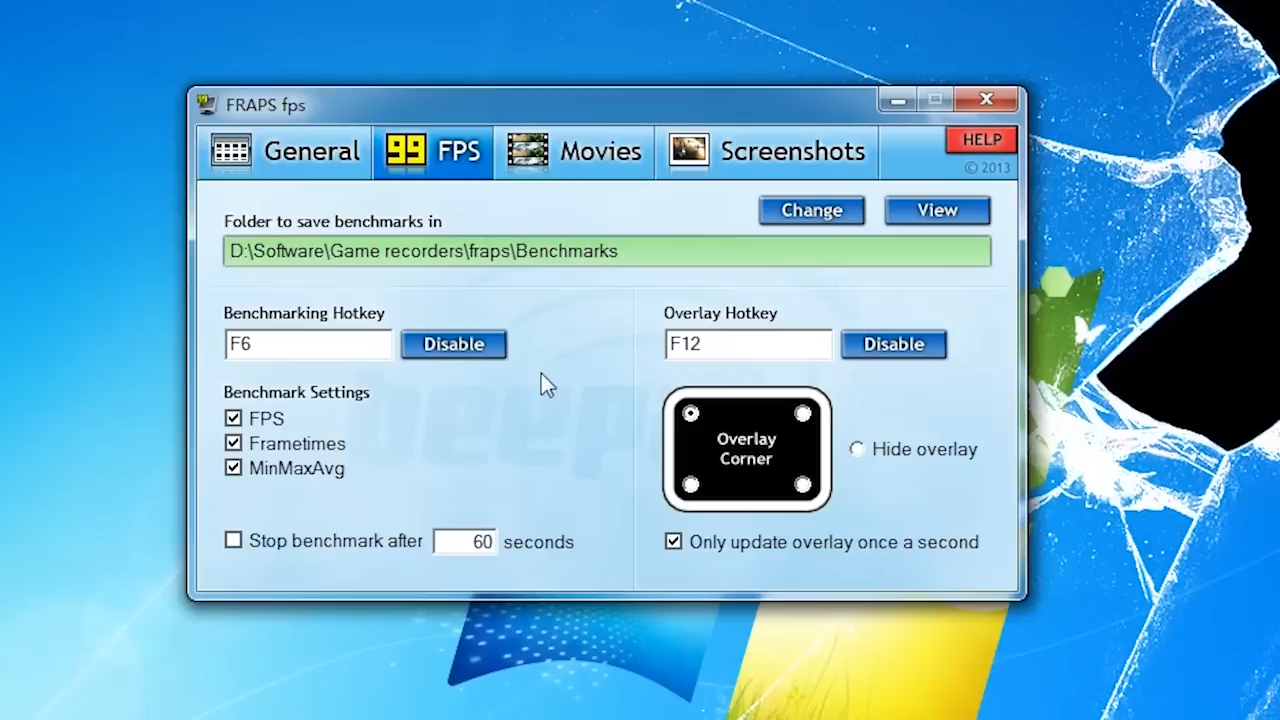 FRAPS fps
General
99 FPS
Movies
Screenshots
HELP
© 2013
Folder to save benchmarks in
Change
View
D:\Software\Game recorders\fraps\Benchmarks
Benchmarking Hotkey
F6
Disable
Benchmark Settings
FPS
Frametimes
MinMaxAvg
Stop benchmark after 60 seconds
Overlay Hotkey
F12
Disable
Overlay
Corner
Hide overlay
Only update overlay once a second